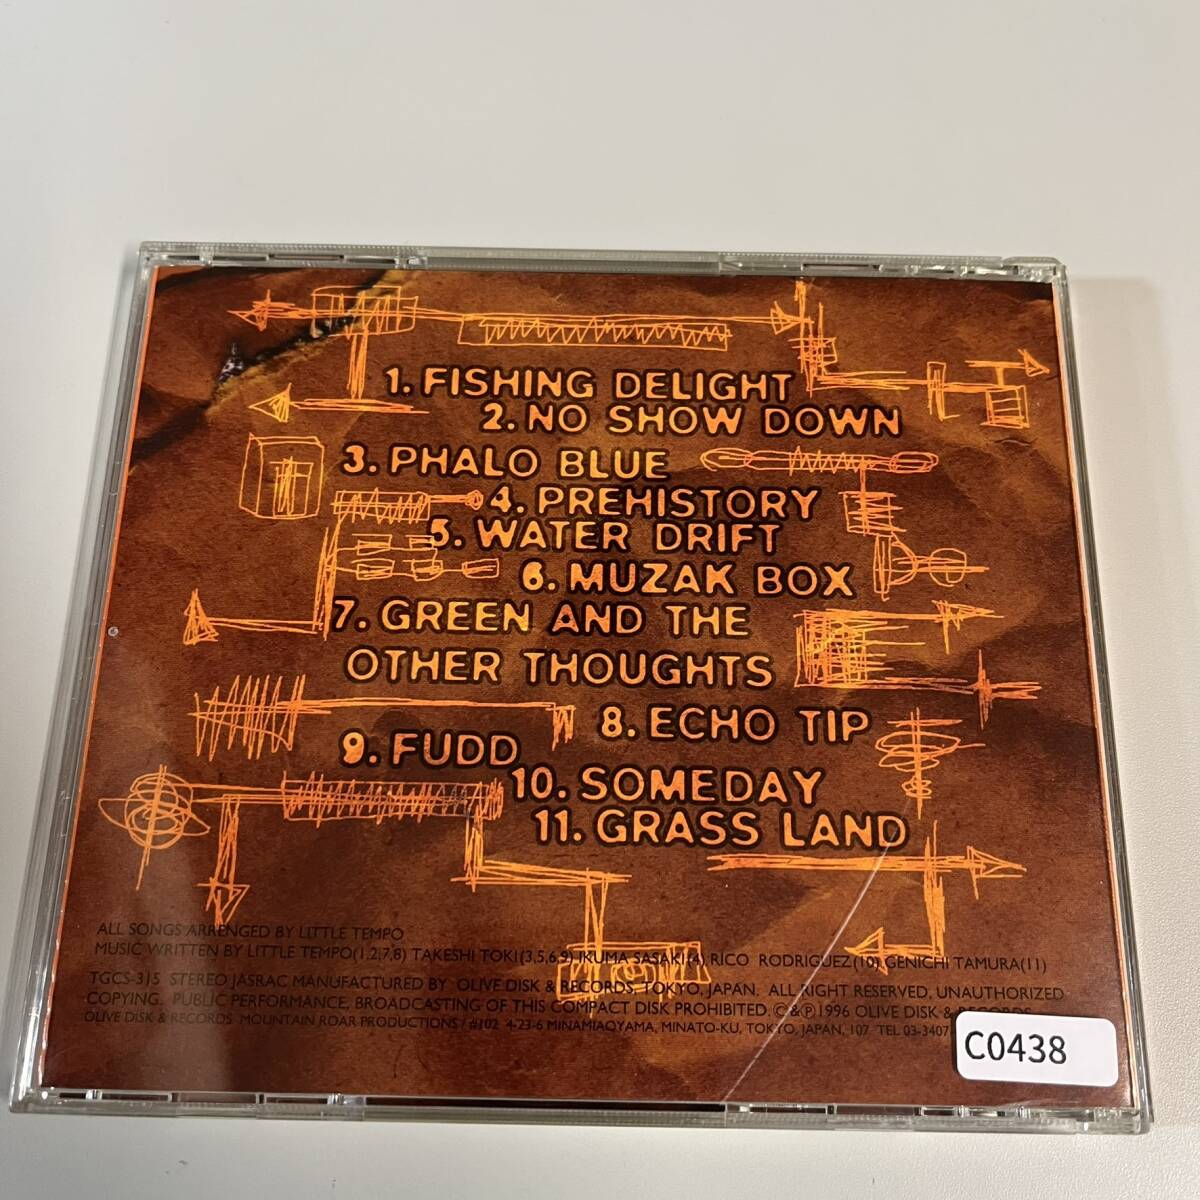 1. FISHING DELIGHT
2. NO SHOW DOWN
3. PHALO BLUE
4. PREHISTORY
5. WATER DRIFT
6. MUZAK BOX
7. GREEN AND THE
OTHER THOUGHTS
8. ECHO TIP
9. FUDD
10. SOMEDAY
11. GRASS LAND
ALL SONGS ARRENGED BY LITTLE TEMPO
MUSIC WRITTEN BY LITTLE TEMPO(1,2,7,8) TAKESHI TOKI(3,5,6,9) IKUMA SASAKI(4) RICO RODRIGUEZ(10) GENICHI TAMURA(11)
TGCS-315 STEREO JASRAC MANUFACTURED BY OLIVE DISK & RECORDS, TOKYO, JAPAN. ALL RIGHT RESERVED, UNAUTHORIZED
COPYING, PUBLIC PERFORMANCE, BROADCASTING OF THIS COMPACT DISK PROHIBITED. ©&℗1996 OLIVE DISK & RECORDS
OLIVE DISK & RECORDS MOUNTAIN ROAR PRODUCTIONS / #102 4-23-6 MINAMIAOYAMA, MINATO-KU, TOKYO, JAPAN, 107 TEL 03-3407
C0438